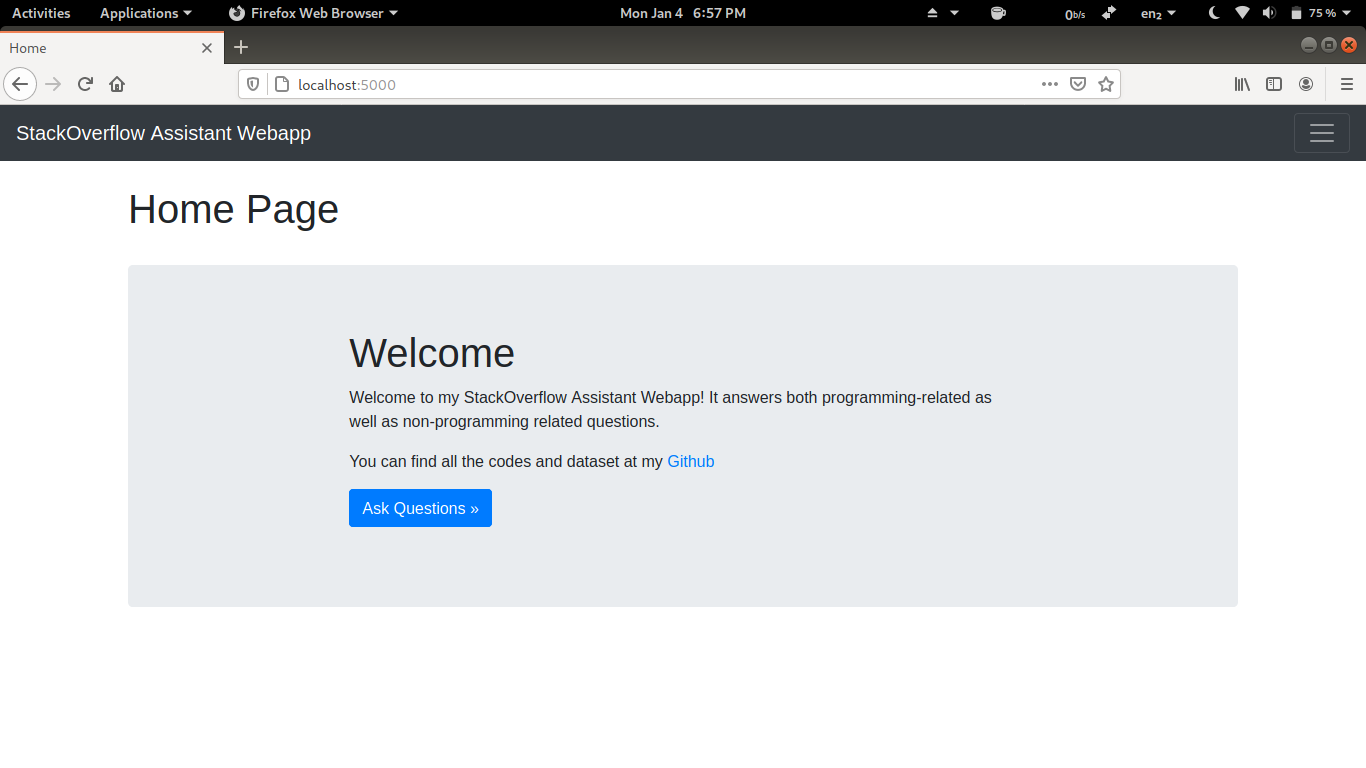 Activities Applications Firefox Web Browser Mon Jan 4 6:57 PM 0b/s en₂ 75 %
Home
localhost:5000
StackOverflow Assistant Webapp
Home Page
Welcome
Welcome to my StackOverflow Assistant Webapp! It answers both programming-related as
well as non-programming related questions.
You can find all the codes and dataset at my Github
Ask Questions »